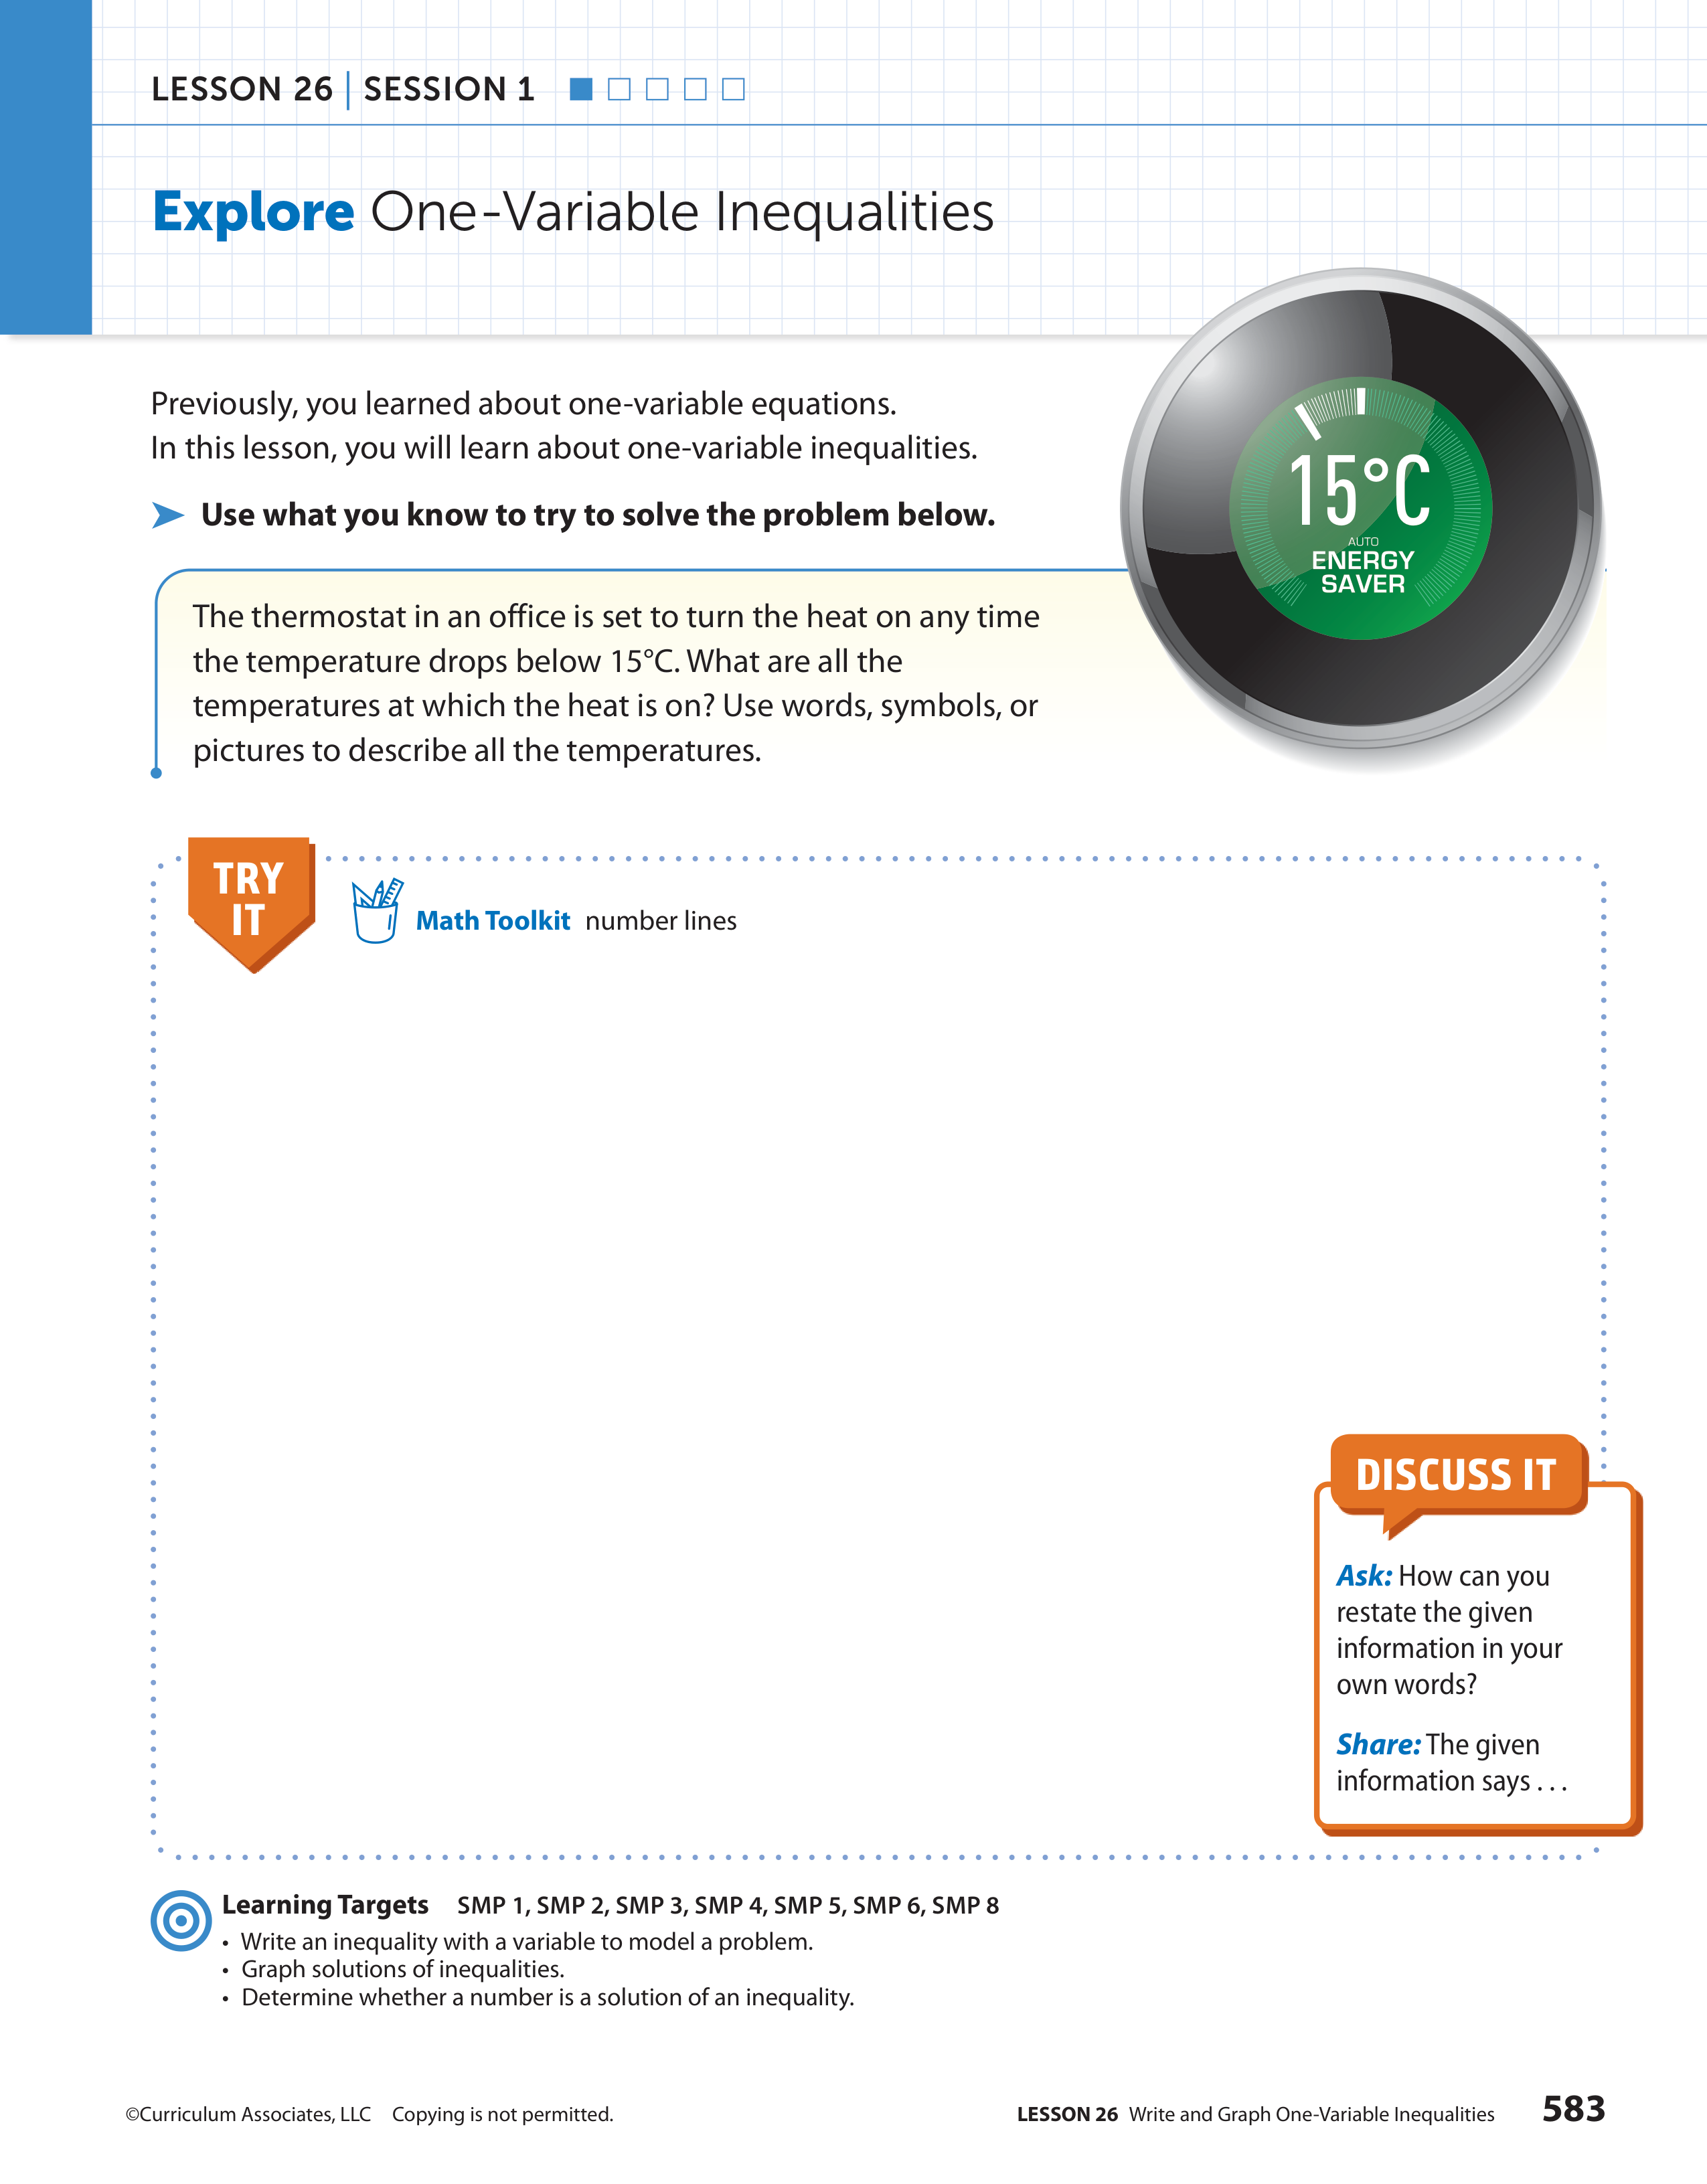 LESSON 26 | SESSION 1
Explore One-Variable Inequalities
Previously, you learned about one-variable equations.
In this lesson, you will learn about one-variable inequalities.
Use what you know to try to solve the problem below.
15°C
AUTO
ENERGY
SAVER
The thermostat in an office is set to turn the heat on any time
the temperature drops below 15°C. What are all the
temperatures at which the heat is on? Use words, symbols, or
pictures to describe all the temperatures.
TRY
IT
Math Toolkit number lines
DISCUSS IT
Ask: How can you
restate the given
information in your
own words?
Share: The given
information says . . .
Learning Targets SMP 1, SMP 2, SMP 3, SMP 4, SMP 5, SMP 6, SMP 8
• Write an inequality with a variable to model a problem.
• Graph solutions of inequalities.
• Determine whether a number is a solution of an inequality.
©Curriculum Associates, LLC Copying is not permitted.
LESSON 26 Write and Graph One-Variable Inequalities 583